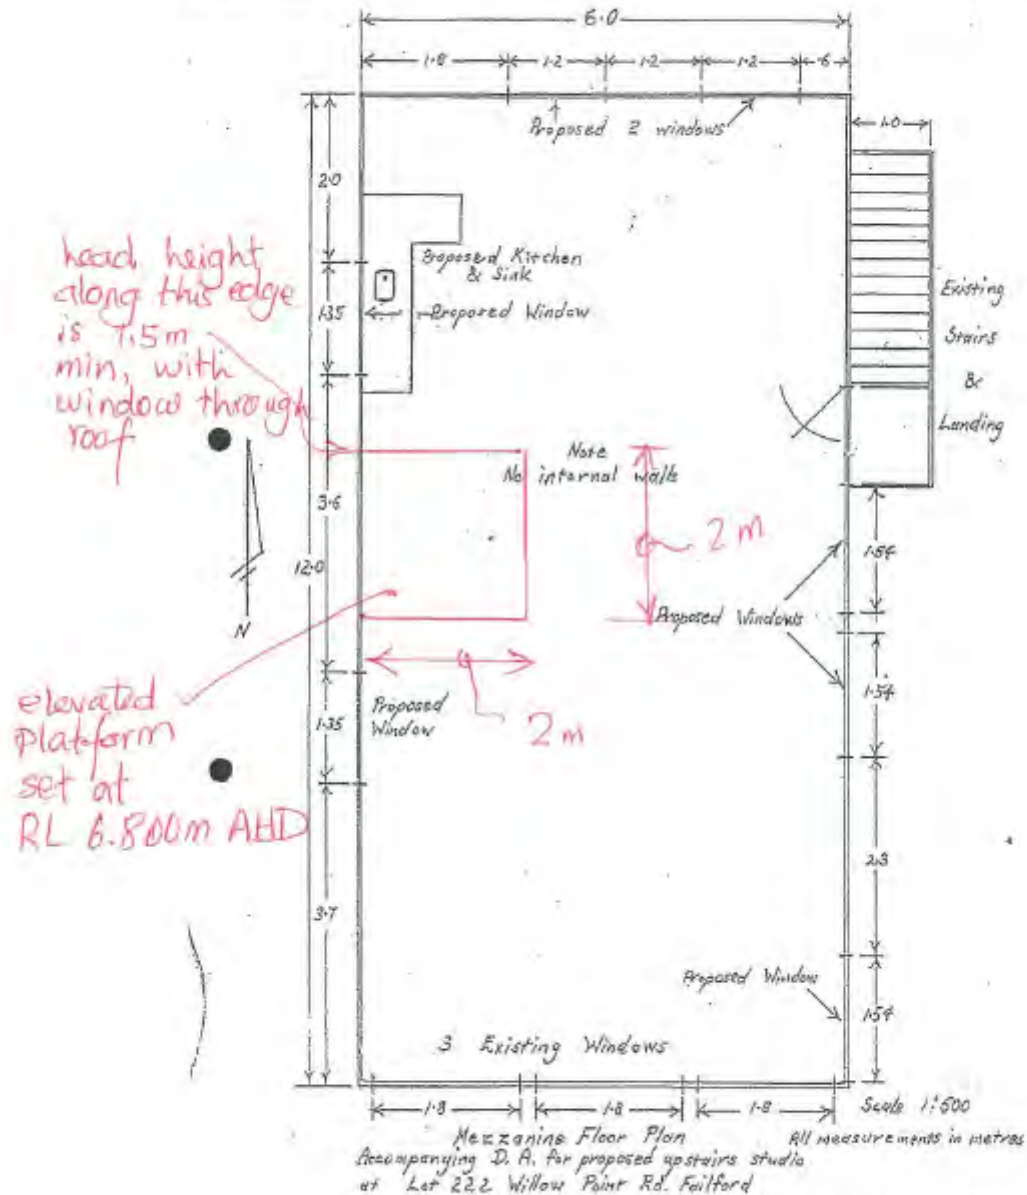 6.0
1.8 1.2 1.2 1.2 .6
Proposed 2 windows
1.0
2.0
head height
along this edge
is 1.5m
min, with
window through
roof
Proposed Kitchen
& Sink
Proposed Window
1.35
Existing
Stairs
&
Landing
Note
No internal walls
3.6
2 m
1.54
12.0
N
Proposed Windows
elevated
platform
set at
RL 6.800m AHD
Proposed
Window
2 m
1.35
1.54
2.3
3.7
Proposed Window
1.54
3 Existing Windows
1.8 1.8 1.8
Scale 1:500
Mezzanine Floor Plan
All measurements in metres
Accompanying D.A. for proposed upstairs studio
at Lot 222 Willow Point Rd. Failford